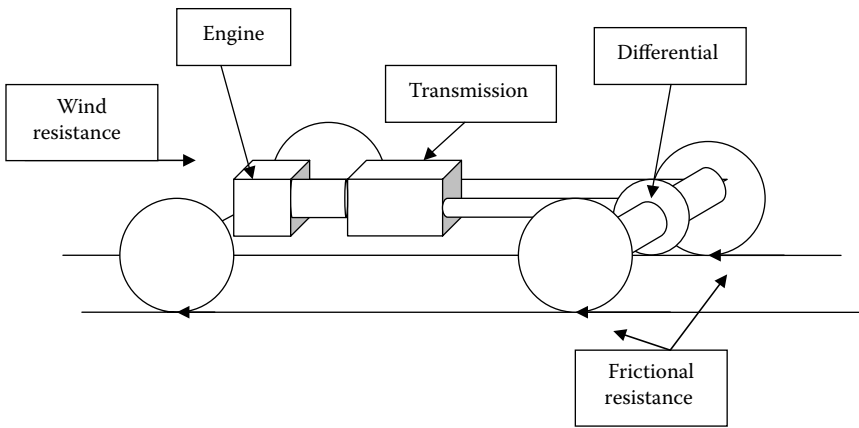 Engine
Differential
Transmission
Wind
resistance
Frictional
resistance